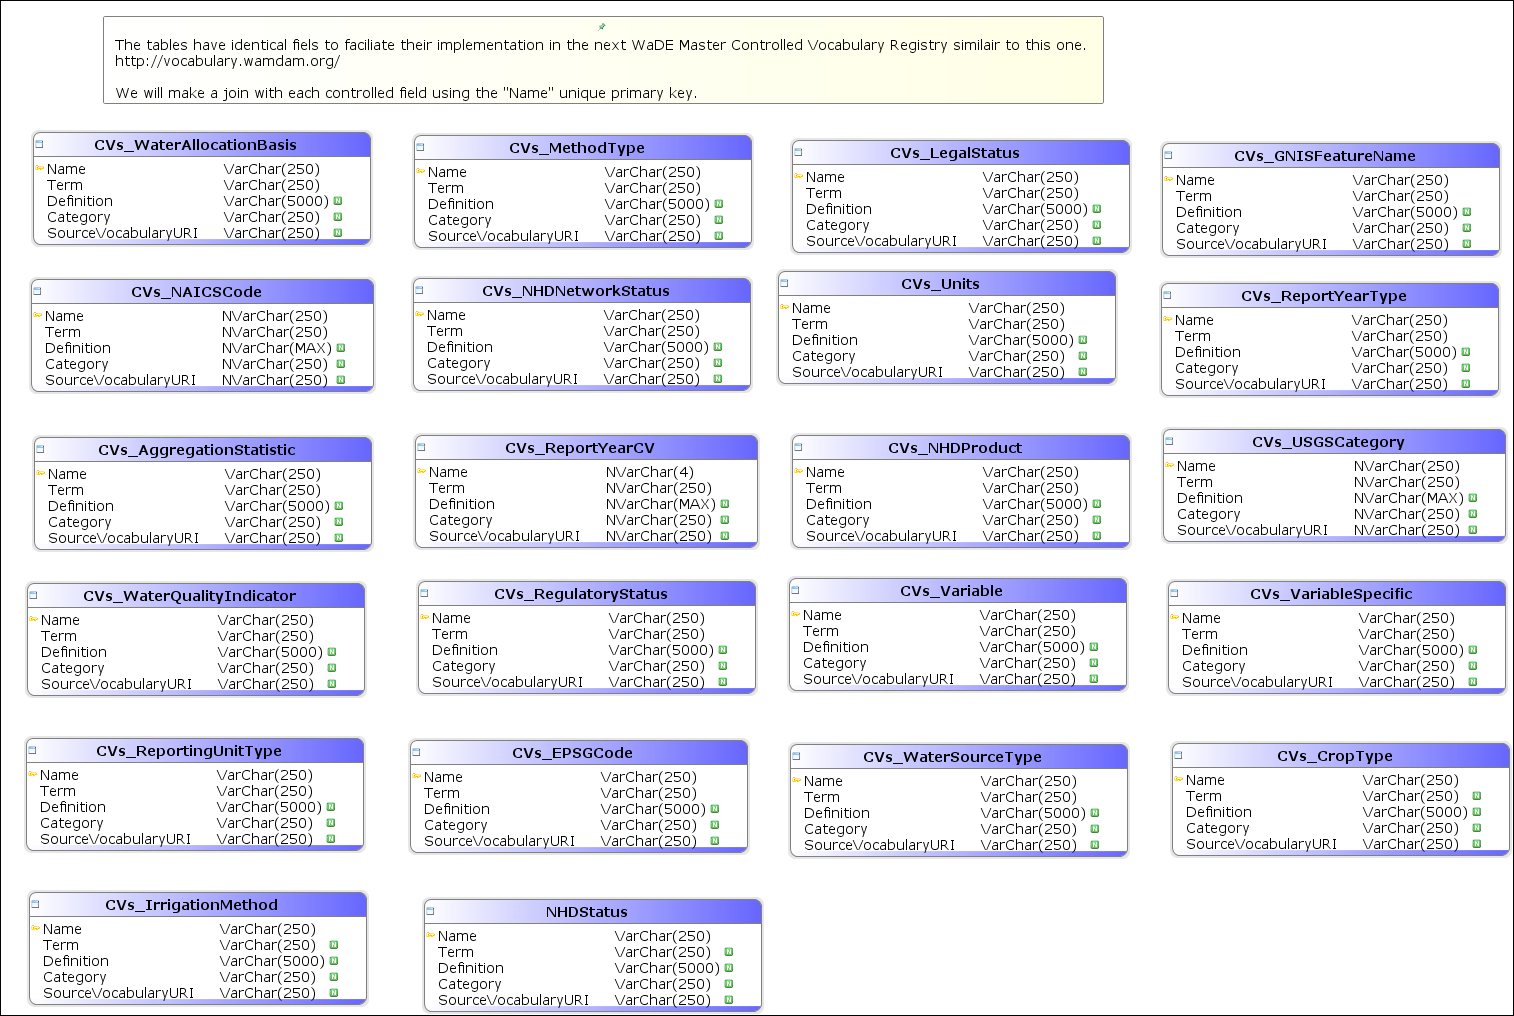 The tables have identical fiels to faciliate their implementation in the next WaDE Master Controlled Vocabulary Registry similair to this one.
http://vocabulary.wamdam.org/
We will make a join with each controlled field using the "Name" unique primary key.
CVs_WaterAllocationBasis
Name VarChar(250)
Term VarChar(250)
Definition VarChar(5000) N
Category VarChar(250) N
SourceVocabularyURI VarChar(250) N
CVs_MethodType
Name VarChar(250)
Term VarChar(250)
Definition VarChar(5000) N
Category VarChar(250) N
SourceVocabularyURI VarChar(250) N
CVs_LegalStatus
Name VarChar(250)
Term VarChar(250)
Definition VarChar(5000) N
Category VarChar(250) N
SourceVocabularyURI VarChar(250) N
CVs_GNISFeatureName
Name VarChar(250)
Term VarChar(250)
Definition VarChar(5000) N
Category VarChar(250) N
SourceVocabularyURI VarChar(250) N
CVs_NAICSCode
Name NVarChar(250)
Term NVarChar(250)
Definition NVarChar(MAX) N
Category NVarChar(250) N
SourceVocabularyURI NVarChar(250) N
CVs_NHDNetworkStatus
Name VarChar(250)
Term VarChar(250)
Definition VarChar(5000) N
Category VarChar(250) N
SourceVocabularyURI VarChar(250) N
CVs_Units
Name VarChar(250)
Term VarChar(250)
Definition VarChar(5000) N
Category VarChar(250) N
SourceVocabularyURI VarChar(250) N
CVs_ReportYearType
Name VarChar(250)
Term VarChar(250)
Definition VarChar(5000) N
Category VarChar(250) N
SourceVocabularyURI VarChar(250) N
CVs_AggregationStatistic
Name VarChar(250)
Term VarChar(250)
Definition VarChar(5000) N
Category VarChar(250) N
SourceVocabularyURI VarChar(250) N
CVs_ReportYearCV
Name NVarChar(4)
Term NVarChar(250)
Definition NVarChar(MAX) N
Category NVarChar(250) N
SourceVocabularyURI NVarChar(250) N
CVs_NHDProduct
Name VarChar(250)
Term VarChar(250)
Definition VarChar(5000) N
Category VarChar(250) N
SourceVocabularyURI VarChar(250) N
CVs_USGSCategory
Name NVarChar(250)
Term NVarChar(250)
Definition NVarChar(MAX) N
Category NVarChar(250) N
SourceVocabularyURI NVarChar(250) N
CVs_WaterQualityIndicator
Name VarChar(250)
Term VarChar(250)
Definition VarChar(5000) N
Category VarChar(250) N
SourceVocabularyURI VarChar(250) N
CVs_RegulatoryStatus
Name VarChar(250)
Term VarChar(250)
Definition VarChar(5000) N
Category VarChar(250) N
SourceVocabularyURI VarChar(250) N
CVs_Variable
Name VarChar(250)
Term VarChar(250)
Definition VarChar(5000) N
Category VarChar(250) N
SourceVocabularyURI VarChar(250) N
CVs_VariableSpecific
Name VarChar(250)
Term VarChar(250)
Definition VarChar(5000) N
Category VarChar(250) N
SourceVocabularyURI VarChar(250) N
CVs_ReportingUnitType
Name VarChar(250)
Term VarChar(250)
Definition VarChar(5000) N
Category VarChar(250) N
SourceVocabularyURI VarChar(250) N
CVs_EPSGCode
Name VarChar(250)
Term VarChar(250)
Definition VarChar(5000) N
Category VarChar(250) N
SourceVocabularyURI VarChar(250) N
CVs_WaterSourceType
Name VarChar(250)
Term VarChar(250)
Definition VarChar(5000) N
Category VarChar(250) N
SourceVocabularyURI VarChar(250) N
CVs_CropType
Name VarChar(250)
Term VarChar(250) N
Definition VarChar(5000) N
Category VarChar(250) N
SourceVocabularyURI VarChar(250) N
CVs_IrrigationMethod
Name VarChar(250)
Term VarChar(250) N
Definition VarChar(5000) N
Category VarChar(250) N
SourceVocabularyURI VarChar(250) N
NHDStatus
Name VarChar(250)
Term VarChar(250) N
Definition VarChar(5000) N
Category VarChar(250) N
SourceVocabularyURI VarChar(250) N